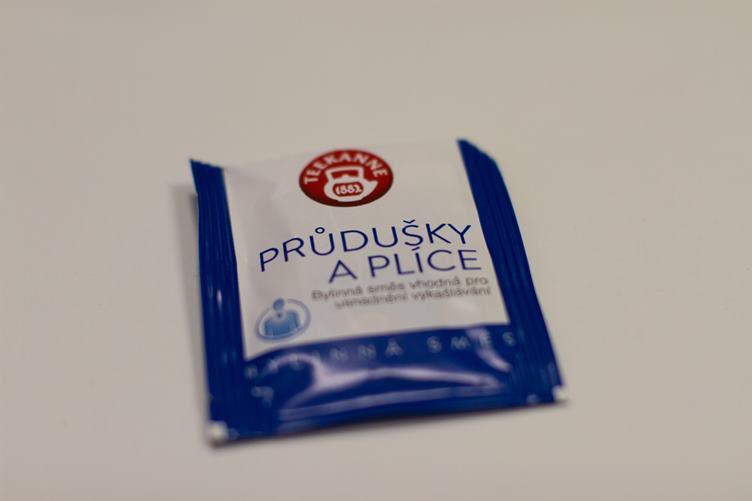 TEEKANNE
1882
PRŮDUŠKY
A PLÍCE
Bylinná směs vhodná pro
usnadnění vykašlávání
BYLINNÁ SMĚS